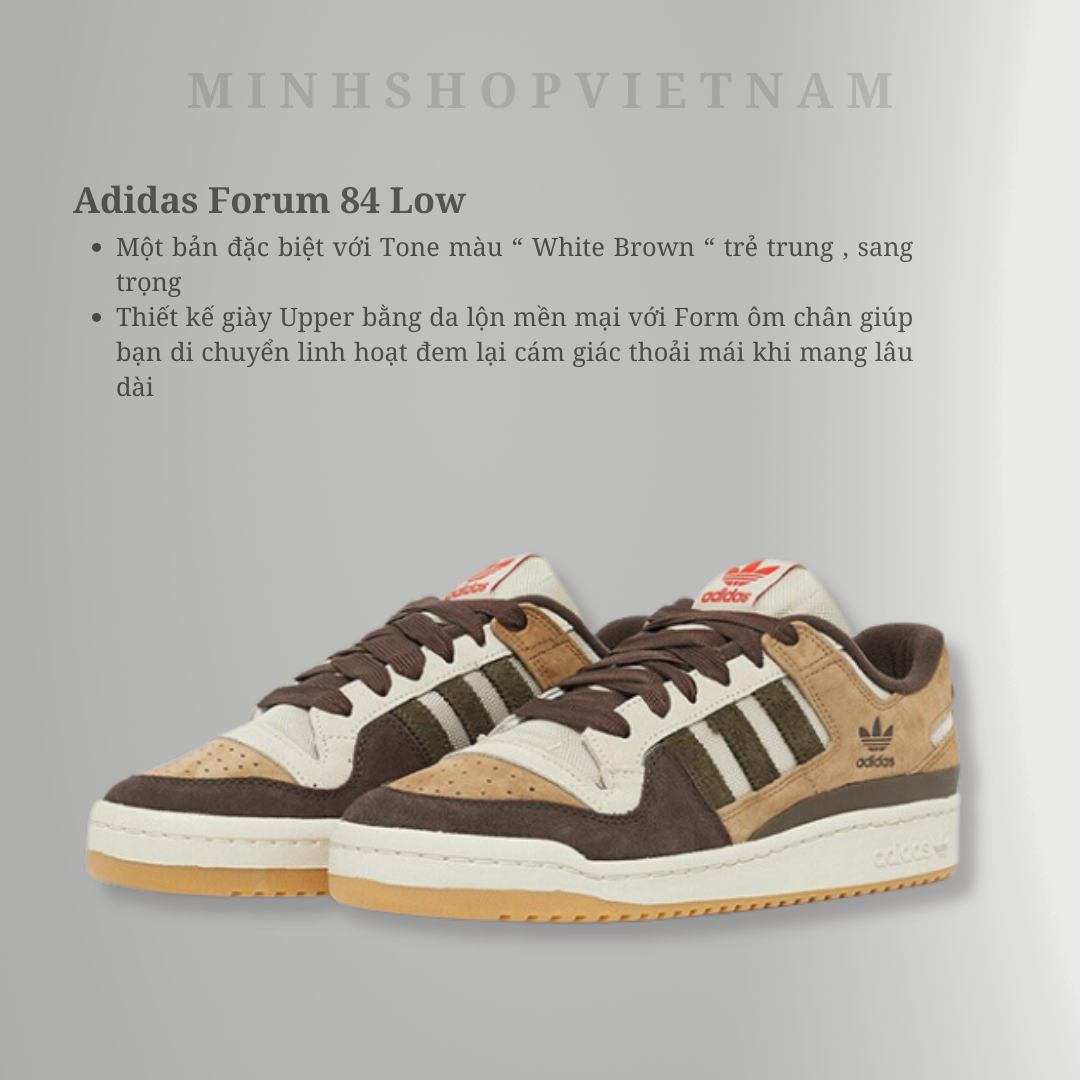 MINHSHOPVIETNAM
Adidas Forum 84 Low
• Một bản đặc biệt với Tone màu “ White Brown “ trẻ trung , sang
trọng
• Thiết kế giày Upper bằng da lộn mền mại với Form ôm chân giúp
bạn di chuyển linh hoạt đem lại cám giác thoải mái khi mang lâu
dài
adidas
adidas
adidas
adidas